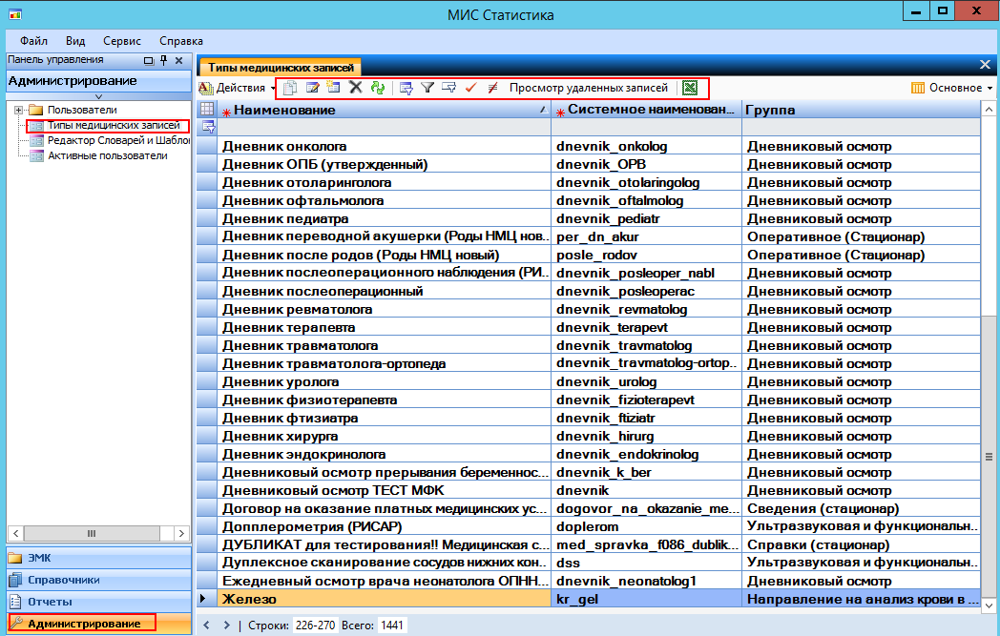 МИС Статистика
Файл Вид Сервис Справка
Панель управления
Администрирование
Пользователи
Типы медицинских записей
Редактор Словарей и Шабло
Активные пользователи
ЭМК
Справочники
Отчеты
Администрирование
Типы медицинских записей
Действия Просмотр удаленных записей Основное
Наименование Системное наименован... Группа
Дневник онколога dnevnik_onkolog Дневниковый осмотр
Дневник ОПБ (утвержденный) dnevnik_OPB Дневниковый осмотр
Дневник отоларинголога dnevnik_otolaringolog Дневниковый осмотр
Дневник офтальмолога dnevnik_oftalmolog Дневниковый осмотр
Дневник педиатра dnevnik_pediatr Дневниковый осмотр
Дневник переводной акушерки (Роды НМЦ нов... per_dn_akur Оперативное (Стационар)
Дневник после родов (Роды НМЦ новый) posle_rodov Оперативное (Стационар)
Дневник послеоперационного наблюдения (РИ... dnevnik_posleoper_nabl Дневниковый осмотр
Дневник послеоперационный dnevnik_posleoperac Дневниковый осмотр
Дневник ревматолога dnevnik_revmatolog Дневниковый осмотр
Дневник терапевта dnevnik_terapevt Дневниковый осмотр
Дневник травматолога dnevnik_travmatolog Дневниковый осмотр
Дневник травматолога-ортопеда dnevnik_travmatolog-ortop... Дневниковый осмотр
Дневник уролога dnevnik_urolog Дневниковый осмотр
Дневник физиотерапевта dnevnik_fizioterapevt Дневниковый осмотр
Дневник фтизиатра dnevnik_ftiziatr Дневниковый осмотр
Дневник хирурга dnevnik_hirurg Дневниковый осмотр
Дневник эндокринолога dnevnik_endokrinolog Дневниковый осмотр
Дневниковый осмотр прерывания беременнос... dnevnik_k_ber Дневниковый осмотр
Дневниковый осмотр ТЕСТ МФК dnevnik Дневниковый осмотр
Договор на оказание платных медицинских ус... dogovor_na_okazanie_me... Сведения (стационар)
Допплерометрия (РИСАР) doplerom Ультразвуковая и функциональн...
ДУБЛИКАТ для тестирования!! Медицинская с... med_spravka_f086_dublik... Справки (стационар)
Дуплексное сканирование сосудов нижних кон... dss Ультразвуковая и функциональн...
Ежедневный осмотр врача неонатолога ОПНН... dnevnik_neonatolog1 Дневниковый осмотр
Железо kr_gel Направление на анализ крови в ...
Строки: 226-270 Всего: 1441